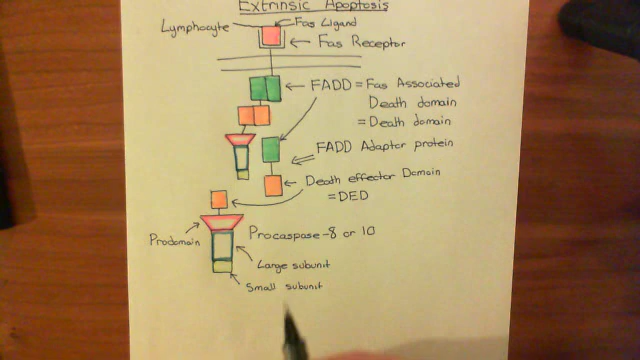 Extrinsic Apoptosis
Lymphocyte
Fas Ligand
Fas Receptor
FADD = Fas Associated
Death domain
= Death domain
FADD Adaptor protein
Death effector Domain
= DED
Prodomain
Procaspase-8 or 10
Large subunit
Small subunit